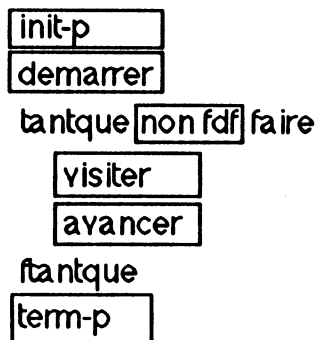 init-p
demarrer
tantque non fdf faire
visiter
avancer
ftantque
term-p